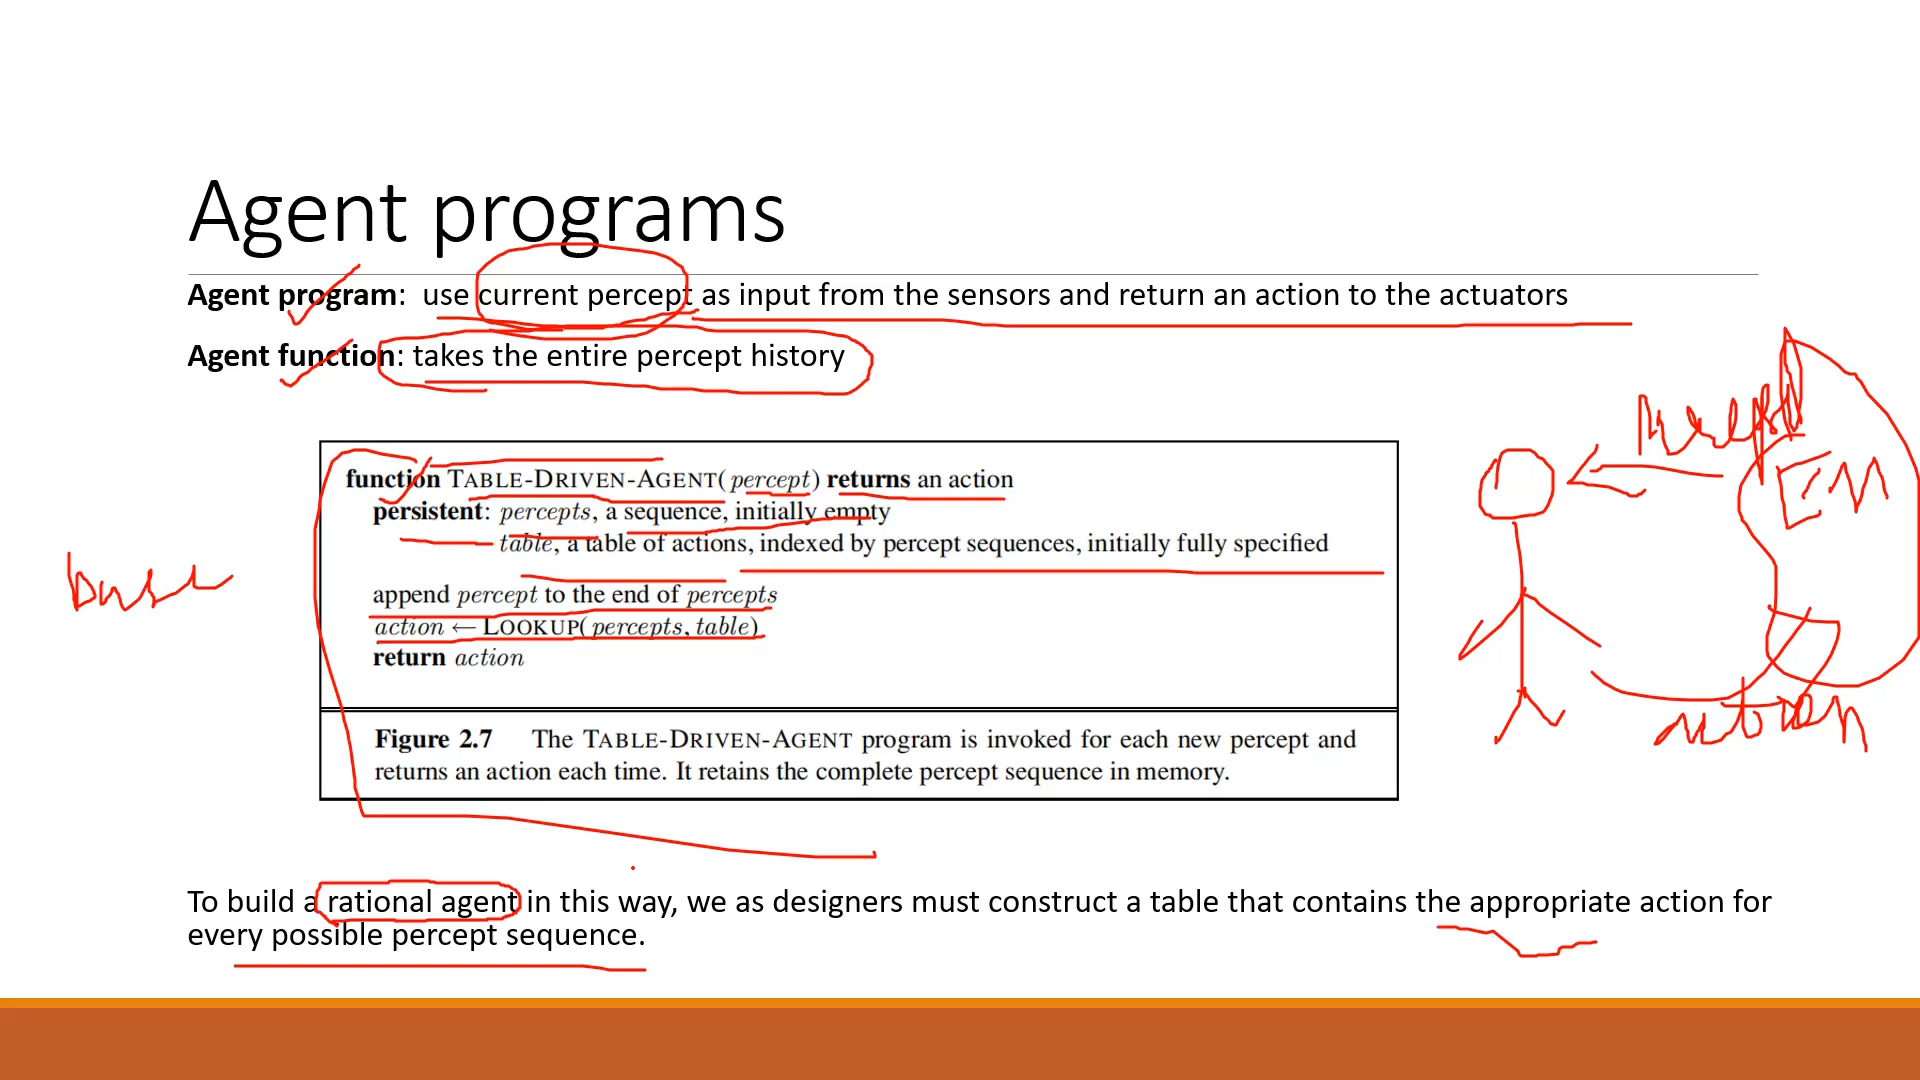 Agent programs
Agent program: use current percept as input from the sensors and return an action to the actuators
Agent function: takes the entire percept history
percept
EM
function TABLE-DRIVEN-AGENT(percept) returns an action
persistent: percepts, a sequence, initially empty
table, a table of actions, indexed by percept sequences, initially fully specified
append percept to the end of percepts
action ← LOOKUP(percepts, table)
return action
action
Figure 2.7 The TABLE-DRIVEN-AGENT program is invoked for each new percept and
returns an action each time. It retains the complete percept sequence in memory.
To build a rational agent in this way, we as designers must construct a table that contains the appropriate action for
every possible percept sequence.